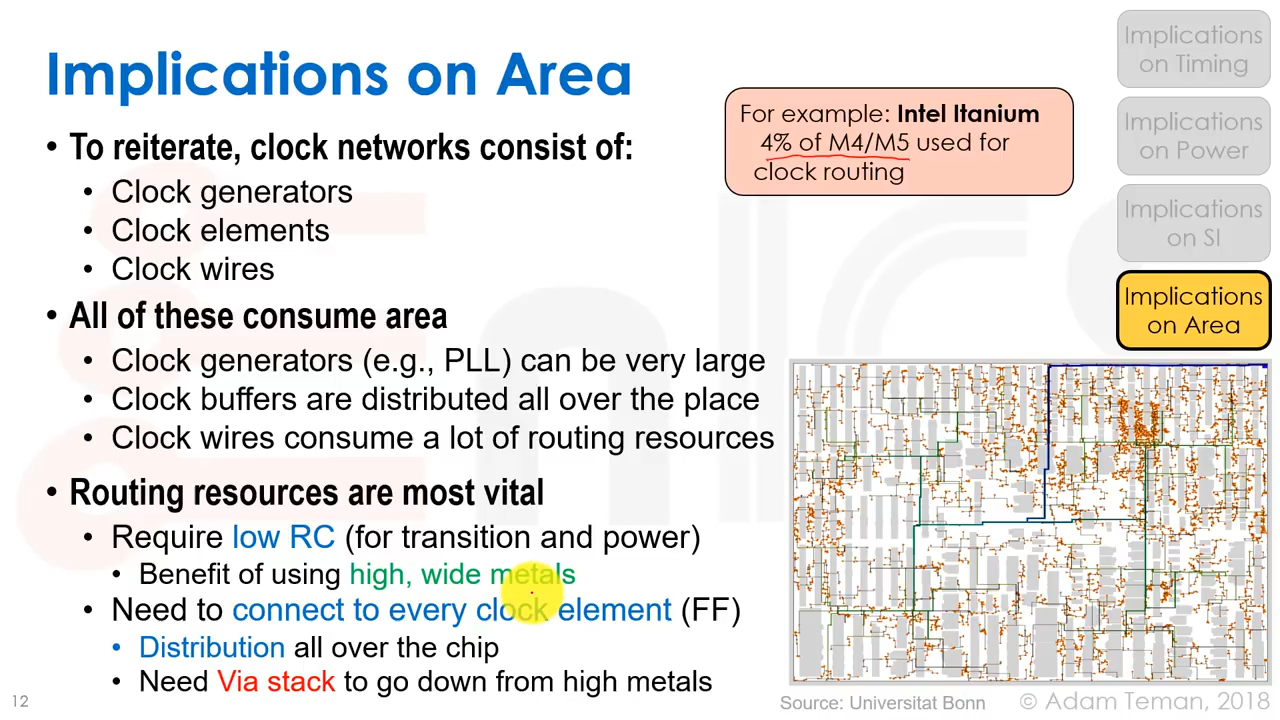 Implications on Area
• To reiterate, clock networks consist of:
• Clock generators
• Clock elements
• Clock wires
• All of these consume area
• Clock generators (e.g., PLL) can be very large
• Clock buffers are distributed all over the place
• Clock wires consume a lot of routing resources
• Routing resources are most vital
• Require low RC (for transition and power)
• Benefit of using high, wide metals
• Need to connect to every clock element (FF)
• Distribution all over the chip
• Need Via stack to go down from high metals
For example: Intel Itanium
4% of M4/M5 used for
clock routing
Implications
on Timing
Implications
on Power
Implications
on SI
Implications
on Area
12
Source: Universitat Bonn
© Adam Teman, 2018